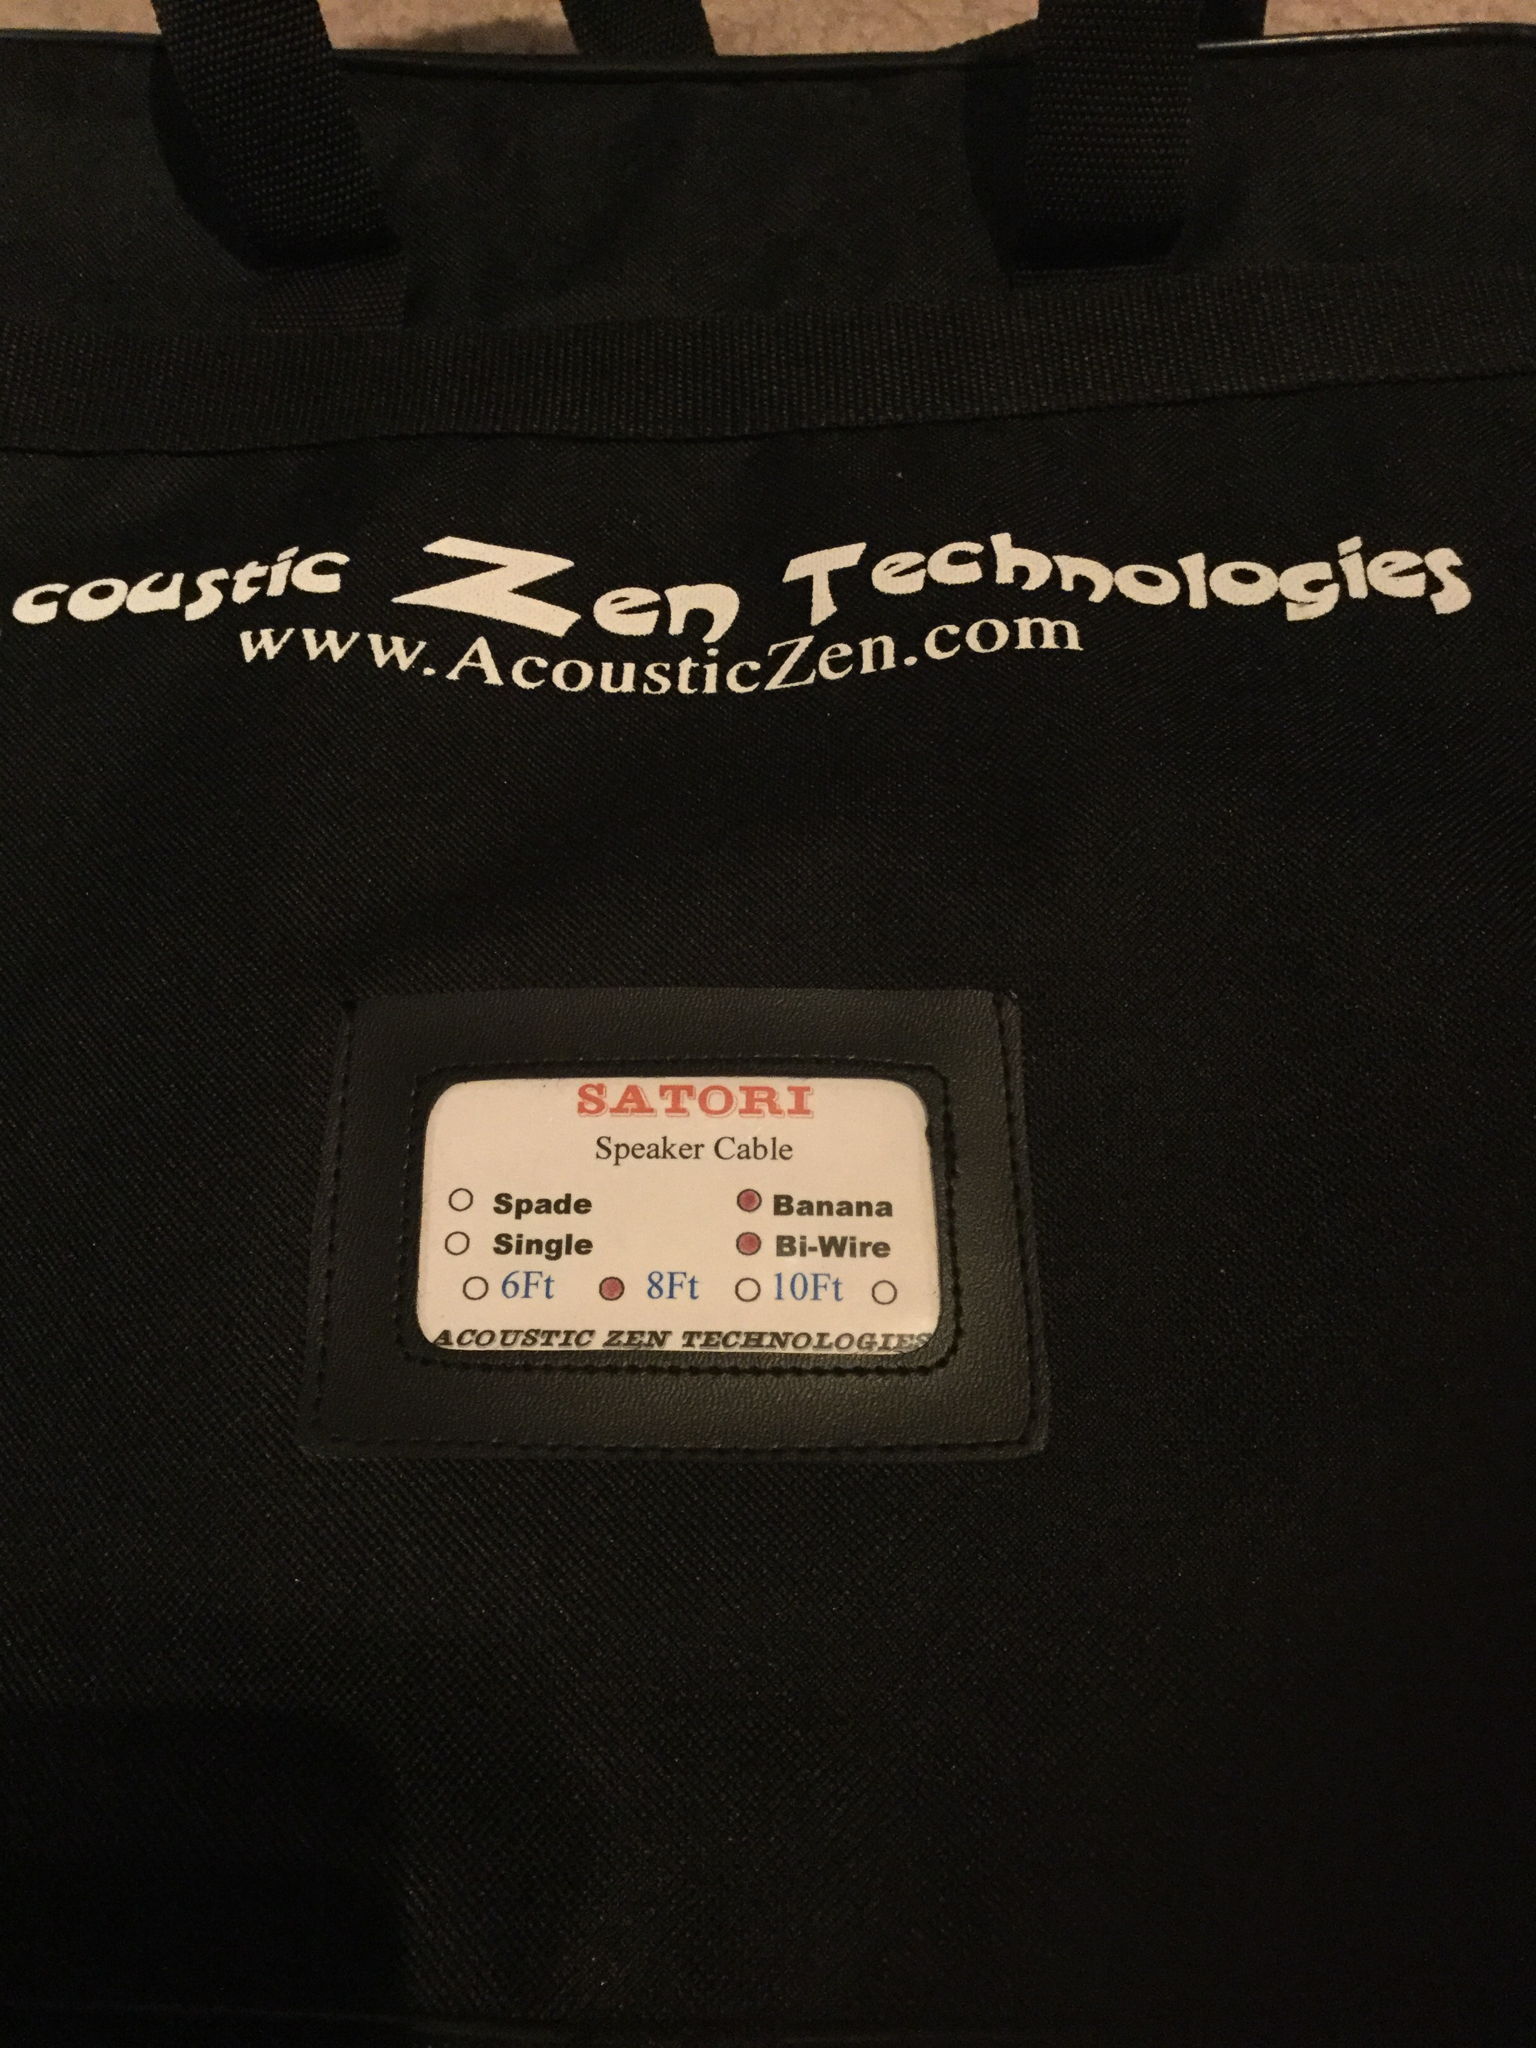 coustic Zen Technologies
www.AcousticZen.com
SATORI
Speaker Cable
Spade Banana
Single Bi-Wire
6Ft 8Ft 10Ft
ACOUSTIC ZEN TECHNOLOGIES